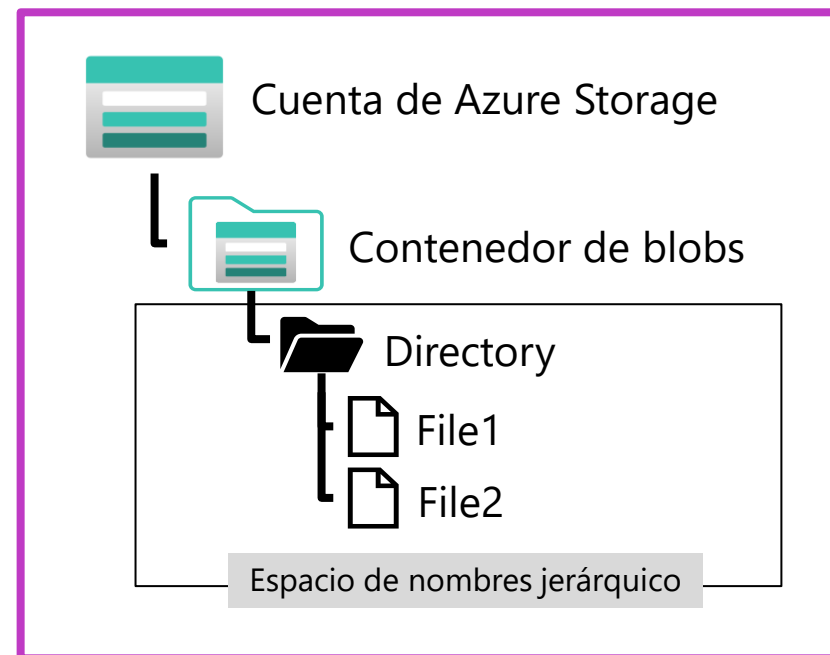 Cuenta de Azure Storage
Contenedor de blobs
Directory
File1
File2
Espacio de nombres jerárquico